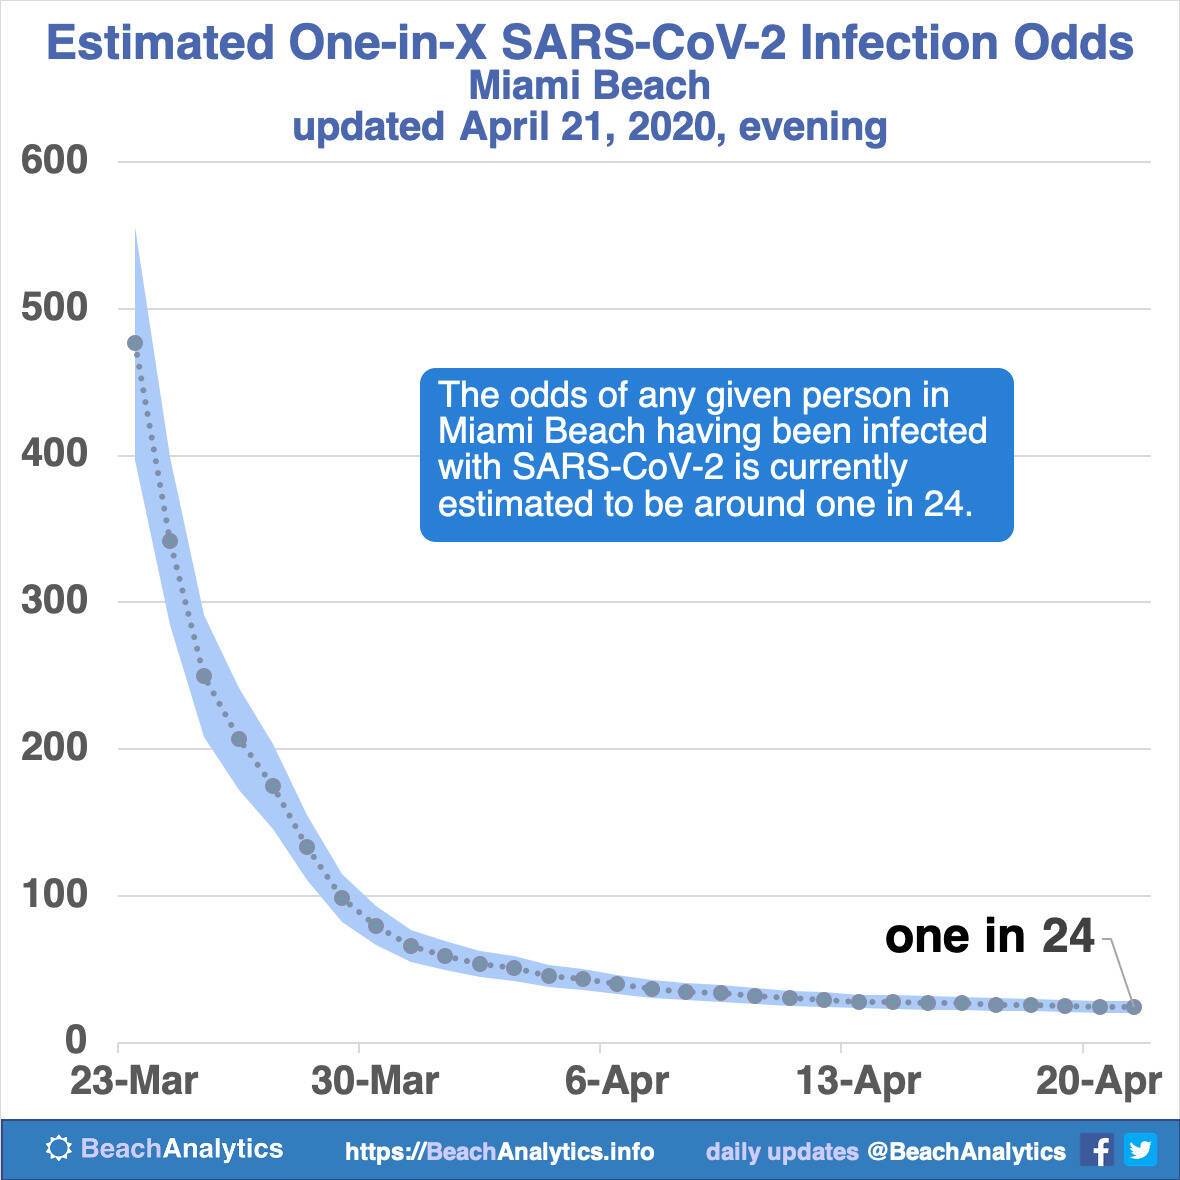 Estimated One-in-X SARS-CoV-2 Infection Odds
Miami Beach
updated April 21, 2020, evening
600
500
400
300
200
100
0
The odds of any given person in
Miami Beach having been infected
with SARS-CoV-2 is currently
estimated to be around one in 24.
one in 24
23-Mar 30-Mar 6-Apr 13-Apr 20-Apr
BeachAnalytics https://BeachAnalytics.info daily updates @BeachAnalytics